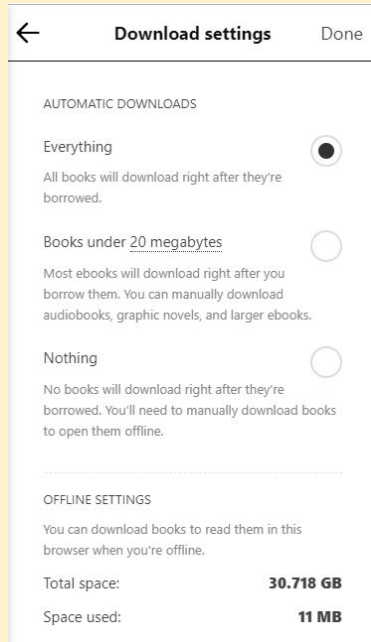 Download settings Done
AUTOMATIC DOWNLOADS
Everything
All books will download right after they're
borrowed.
Books under 20 megabytes
Most ebooks will download right after you
borrow them. You can manually download
audiobooks, graphic novels, and larger ebooks.
Nothing
No books will download right after they're
borrowed. You'll need to manually download books
to open them offline.
OFFLINE SETTINGS
You can download books to read them in this
browser when you're offline.
Total space: 30.718 GB
Space used: 11 MB